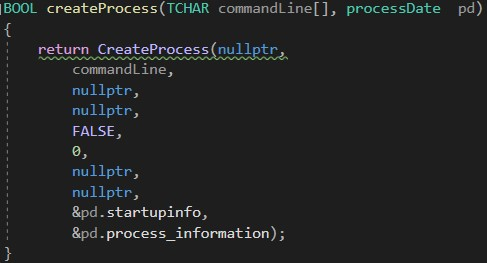 BOOL createProcess(TCHAR commandLine[], processDate  pd)
{
    return CreateProcess(nullptr,
        commandLine,
        nullptr,
        nullptr,
        FALSE,
        0,
        nullptr,
        nullptr,
        &pd.startupinfo,
        &pd.process_information);
}